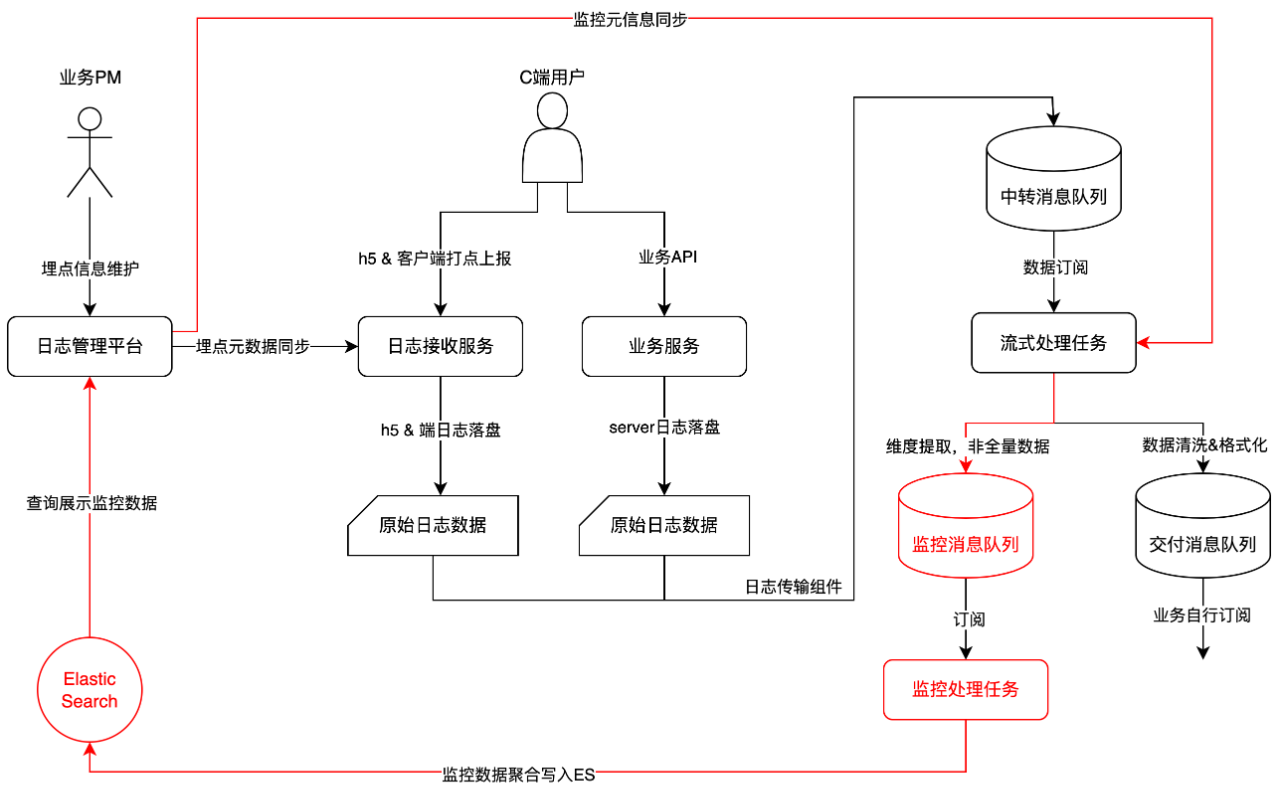 监控元信息同步
业务PM
C端用户
中转消息队列
h5 & 客户端打点上报
业务API
埋点信息维护
数据订阅
日志管理平台
埋点元数据同步
日志接收服务
业务服务
流式处理任务
h5 & 端日志落盘
server日志落盘
维度提取，非全量数据
数据清洗&格式化
查询展示监控数据
原始日志数据
原始日志数据
监控消息队列
交付消息队列
日志传输组件
订阅
业务自行订阅
Elastic
Search
监控处理任务
监控数据聚合写入ES